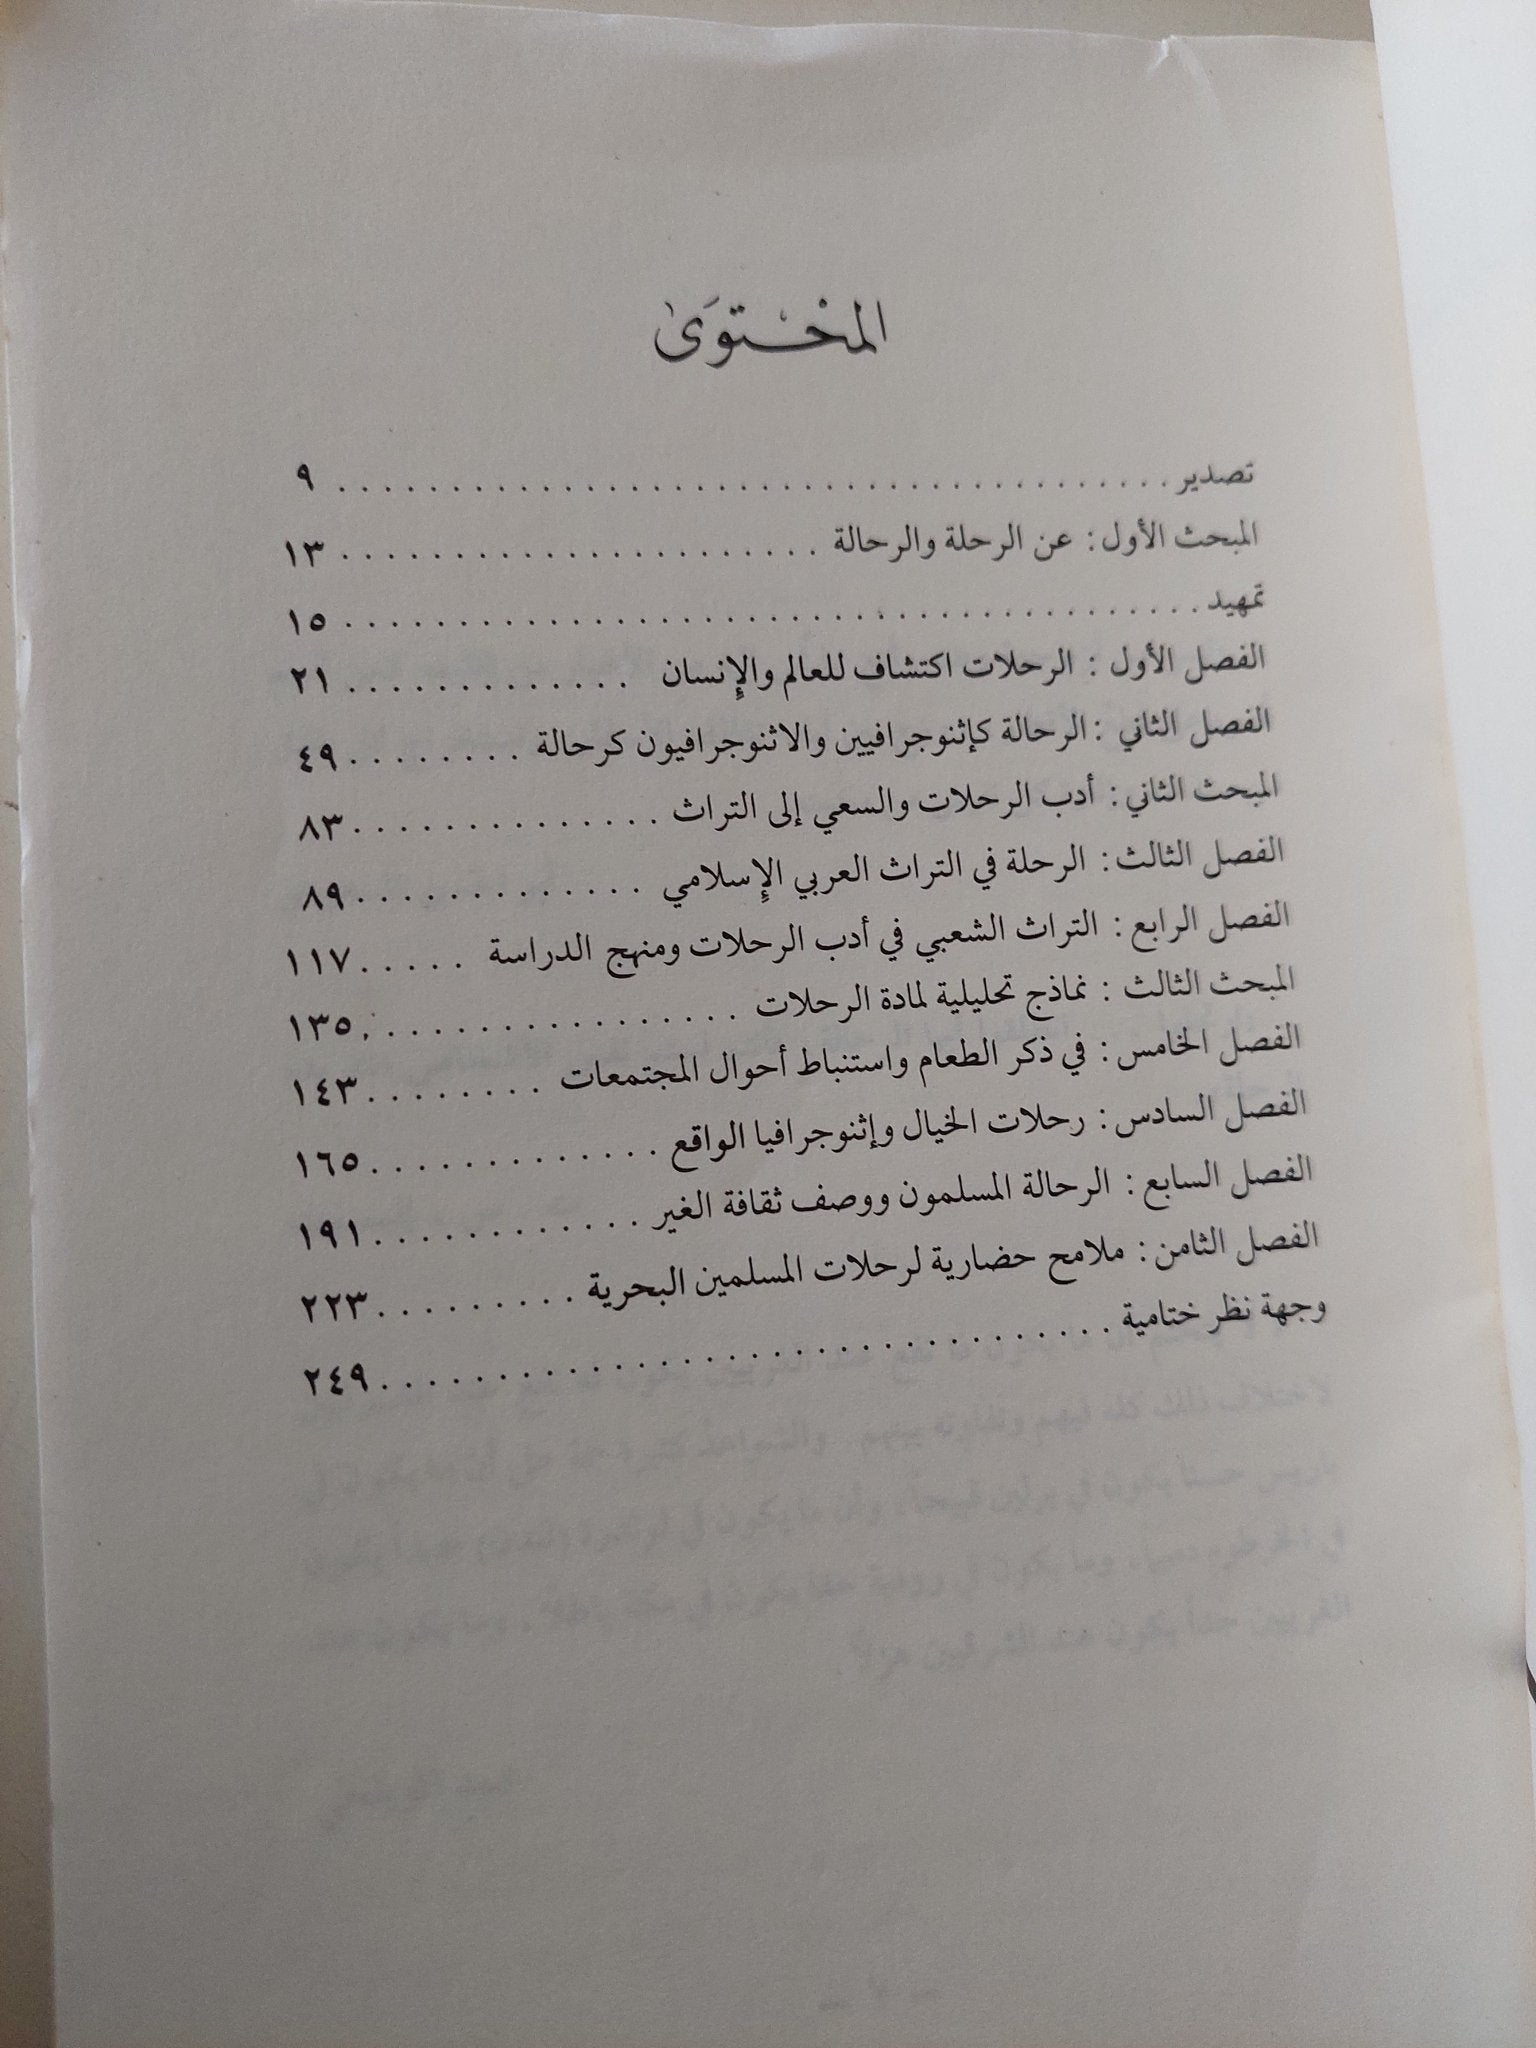 المحتوى
تصدير . . . . . . . . . . . . . . . . . . . . ٩
المبحث الأول : عن الرحلة والرحالة . . . . . . . . . . . . . . . . . . . . ١٣
تمهيد . . . . . . . . . . . . . . . . . . . . ١٥
الفصل الأول : الرحلات اكتشاف للعالم والإنسان . . . . . . . . . . . . . ٢١
الفصل الثاني : الرحالة كإثنوجرافيين والاثنوجرافيون كرحالة . . . . . . . . ٤٩
المبحث الثاني : أدب الرحلات والسعي إلى التراث . . . . . . . . . . . . . . ٨٣
الفصل الثالث : الرحلة في التراث العربي الإسلامي . . . . . . . . . . . . . ٨٩
الفصل الرابع : التراث الشعبي في أدب الرحلات ومنهج الدراسة . . . . . ١١٧
المبحث الثالث : نماذج تحليلية لمادة الرحلات . . . . . . . . . . . . . . . . ١٣٥
الفصل الخامس : في ذكر الطعام واستنباط أحوال المجتمعات . . . . . . . . ١٤٣
الفصل السادس : رحلات الخيال وإثنوجرافيا الواقع . . . . . . . . . . . . . ١٦٥
الفصل السابع : الرحالة المسلمون ووصف ثقافة الغير . . . . . . . . . . . . ١٩١
الفصل الثامن : ملامح حضارية لرحلات المسلمين البحرية . . . . . . . . . ٢٢٣
وجهة نظر ختامية . . . . . . . . . . . . . . . . . . . . ٢٤٩